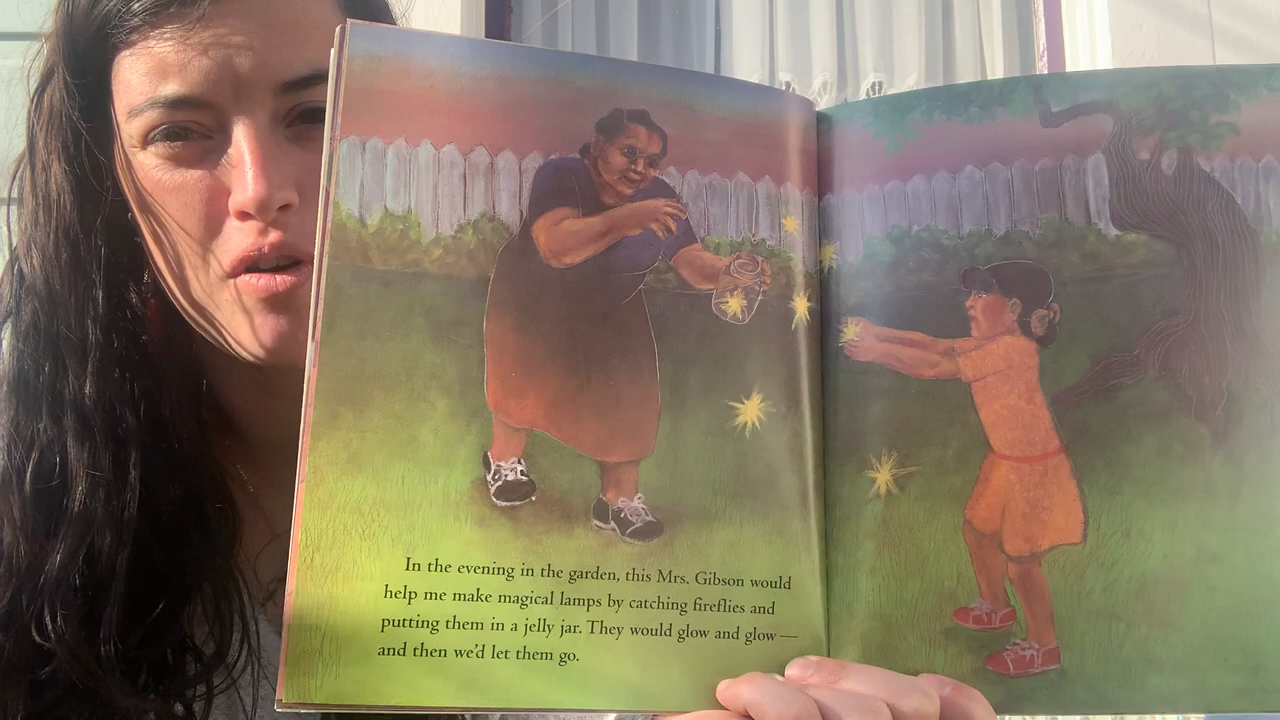 In the evening in the garden, this Mrs. Gibson would
help me make magical lamps by catching fireflies and
putting them in a jelly jar. They would glow and glow—
and then we'd let them go.